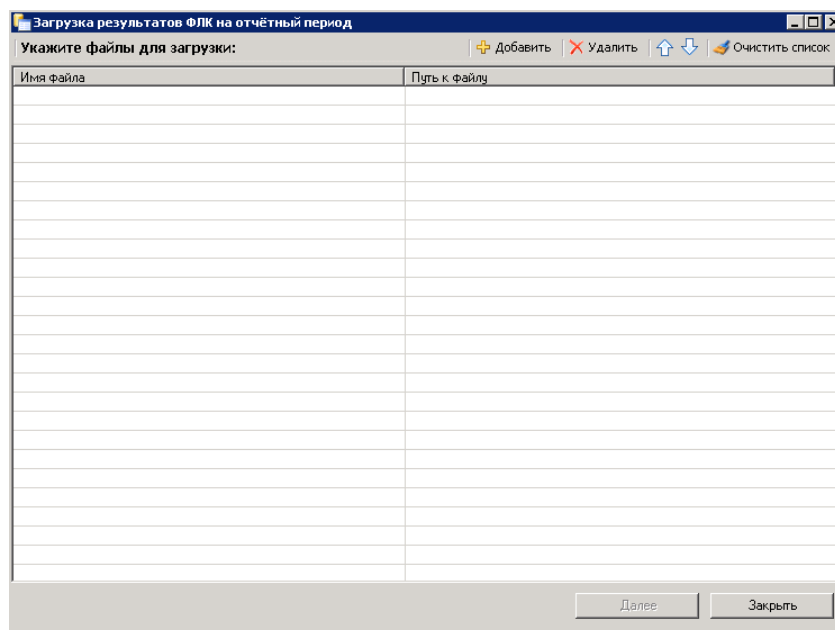 Загрузка результатов ФЛК на отчётный период
Укажите файлы для загрузки: Добавить Удалить Очистить список
Имя файла Путь к файлу
Далее Закрыть